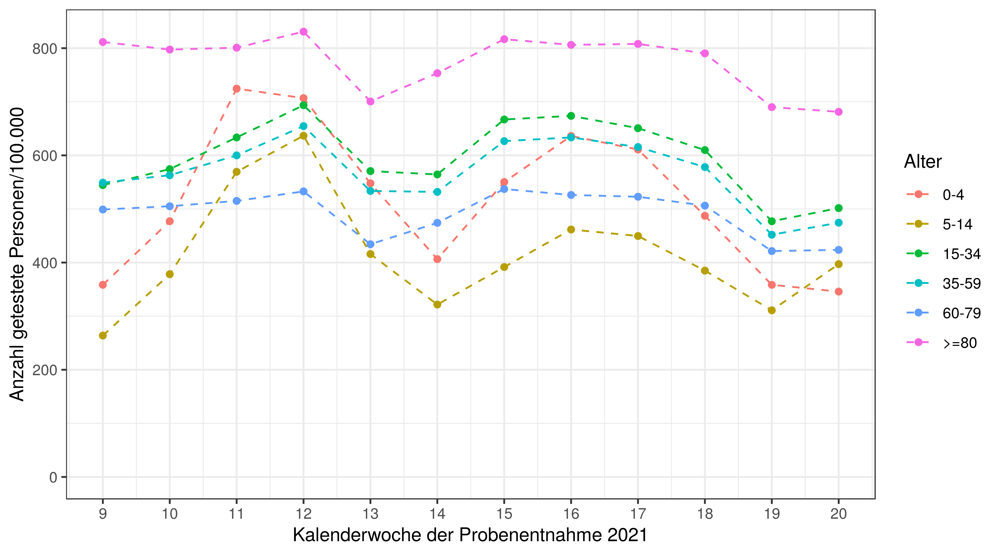 Anzahl getestete Personen/100.000
800
600
400
200
0
9 10 11 12 13 14 15 16 17 18 19 20
Kalenderwoche der Probenentnahme 2021
Alter
0-4
5-14
15-34
35-59
60-79
>=80